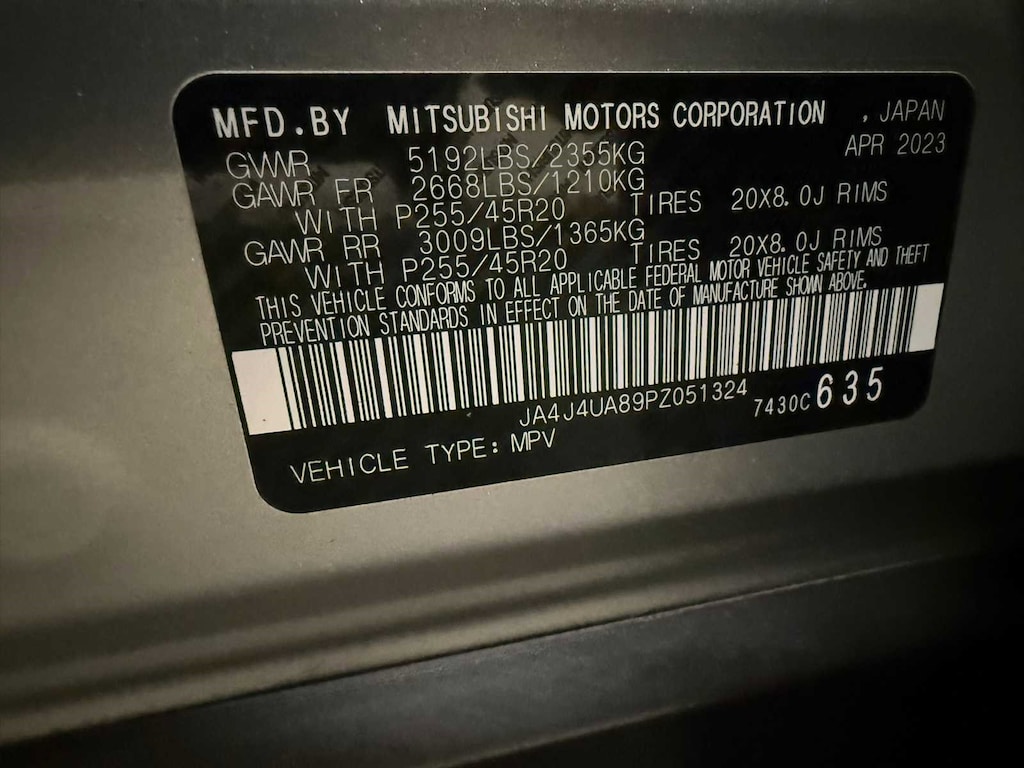 MFD.BY MITSUBISHI MOTORS CORPORATION , JAPAN
APR 2023
GVWR 5192LBS/2355KG
GAWR FR 2668LBS/1210KG
WITH P255/45R20 TIRES 20X8.0J RIMS
GAWR RR 3009LBS/1365KG
WITH P255/45R20 TIRES 20X8.0J RIMS
THIS VEHICLE CONFORMS TO ALL APPLICABLE FEDERAL MOTOR VEHICLE SAFETY AND THEFT
PREVENTION STANDARDS IN EFFECT ON THE DATE OF MANUFACTURE SHOWN ABOVE.
JA4J4UA89PZ051324 7430C 635
VEHICLE TYPE: MPV